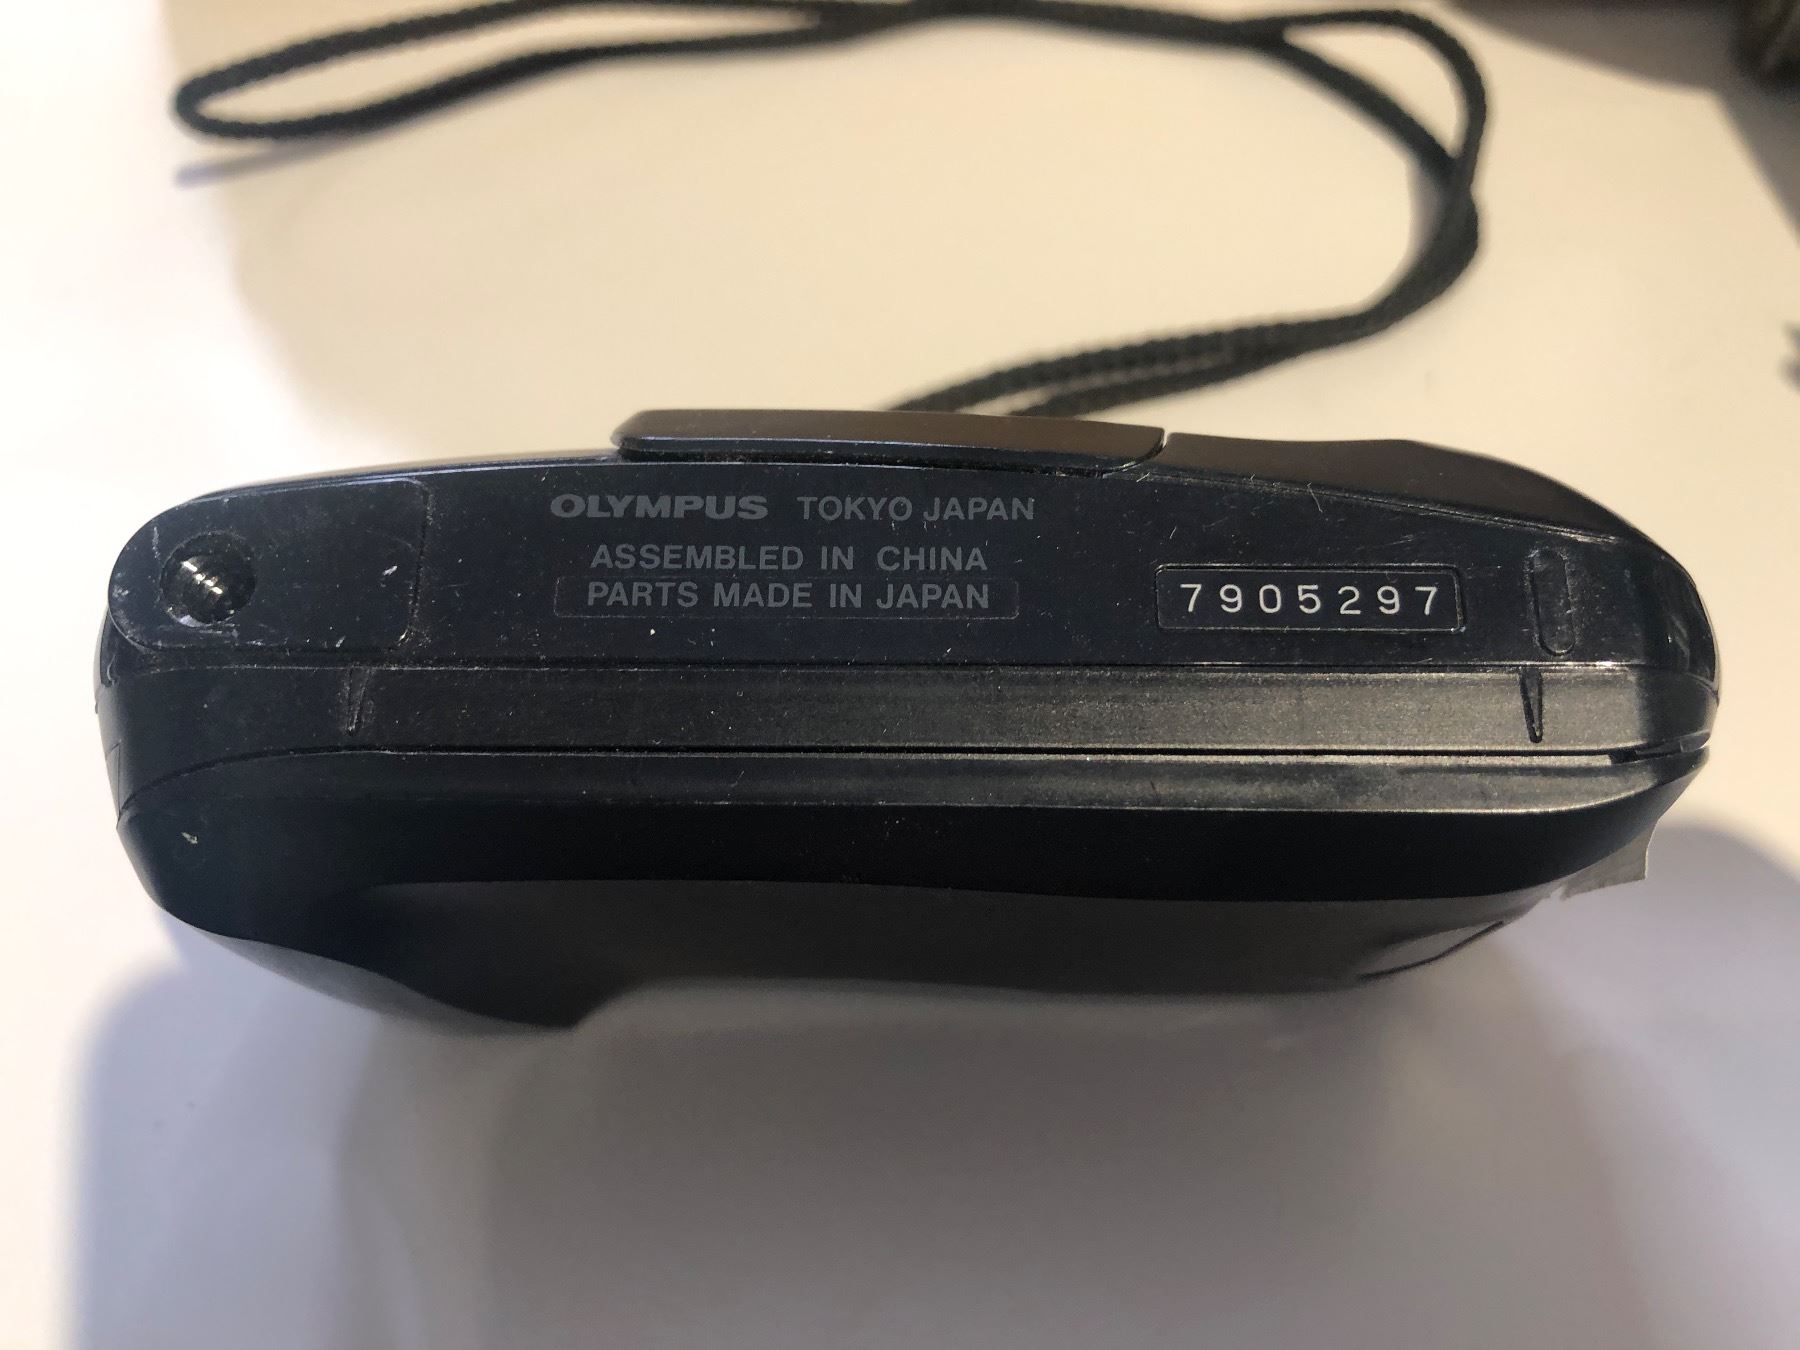 OLYMPUS TOKYO JAPAN
ASSEMBLED IN CHINA
PARTS MADE IN JAPAN
7905297